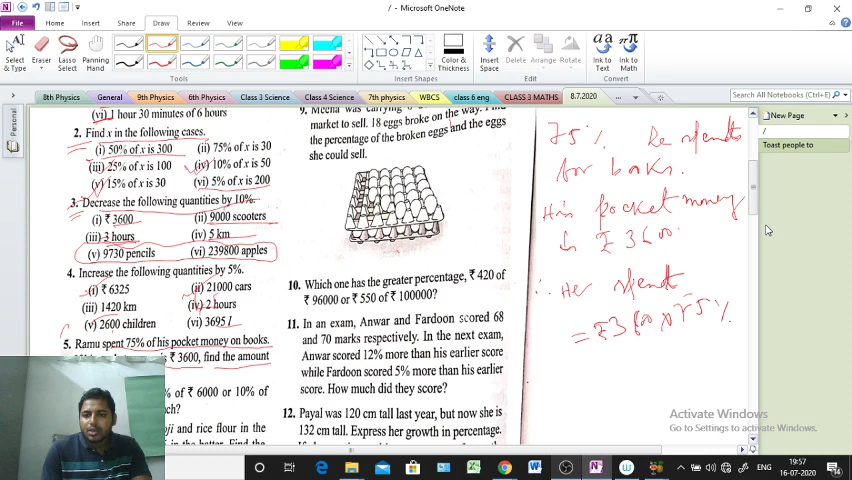 / - Microsoft OneNote
File Home Insert Draw Review View
Select & Type
Eraser
Lasso Select
Panning Hand
Tools
Insert Shapes
Color & Thickness
Insert Space
Delete
Arrange
Rotate
Edit
Ink to Text
Ink to Math
Convert
8th Physics General 9th Physics 6th Physics Class 3 Science Class 4 Science 7th physics WBCS class 6 eng CLASS 3 MATHS 8.7.2020 ...
Search All Notebooks (Ctrl+E)
Personal
New Page
/
Toast people to
(vi) 1 hour 30 minutes of 6 hours
2. Find x in the following cases.
(i) 50% of x is 300 (ii) 75% of x is 30
(iii) 25% of x is 100 (iv) 10% of x is 50
(v) 15% of x is 30 (vi) 5% of x is 200
3. Decrease the following quantities by 10%.
(i) ₹ 3600 (ii) 9000 scooters
(iii) 3 hours (iv) 5 km
(v) 9730 pencils (vi) 239800 apples
4. Increase the following quantities by 5%.
(i) ₹ 6325 (ii) 21000 cars
(iii) 1420 km (iv) 2 hours
(v) 2600 children (vi) 3695 l
5. Ramu spent 75% of his pocket money on books.
is ₹ 3600, find the amount
% of ₹ 6000 or 10% of
ch?
ji and rice flour in the
in the batter. Find the
9. Meena was carrying
on the way.
market to sell. 18 eggs broke
the percentage of the broken eggs and the eggs
she could sell.
10. Which one has the greater percentage, ₹ 420 of
₹ 96000 or ₹ 550 of ₹ 100000?
11. In an exam, Anwar and Fardoon scored 68
and 70 marks respectively. In the next exam,
Anwar scored 12% more than his earlier score
while Fardoon scored 5% more than his earlier
score. How much did they score?
12. Payal was 120 cm tall last year, but now she is
132 cm tall. Express her growth in percentage.
75% He spends
for books.
His pocket money
is ₹ 3600.
∴ He spends
= ₹3600 x 75%
Activate Windows
Go to Settings to activate Windows.
ENG
19:57
16-07-2020
14